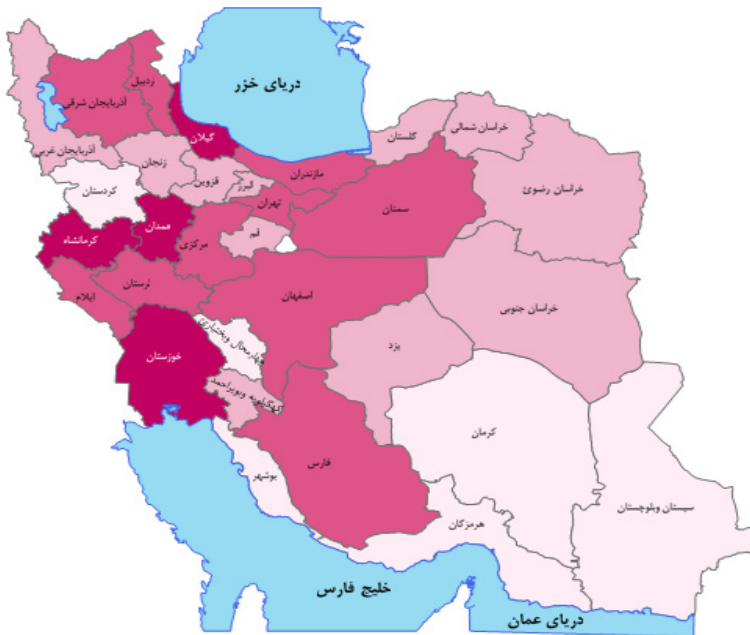 دریای خزر
اردبیل
آذربایجان شرقی
گیلان
آذربایجان غربی
زنجان
کردستان
قزوین
البرز
مازندران
گلستان
خراسان شمالی
خراسان رضوئ
تهران
سمنان
همدان
کرمانشاه
مرکزی
قم
ایلام
لرستان
اصفهان
خراسان جنوبی
خوزستان
چهارمحال وبختیارئ
یزد
کهگیلویه وبویراحمد
کرمان
فارس
بوشهر
سیستان وبلوچستان
هرمزگان
خلیج فارس
دریای عمان